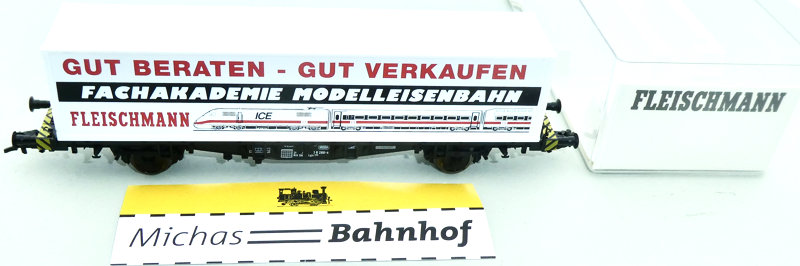 GUT BERATEN - GUT VERKAUFEN
FACHAKADEMIE MODELLEISENBAHN
FLEISCHMANN ICE
FLEISCHMANN
Michas Bahnhof